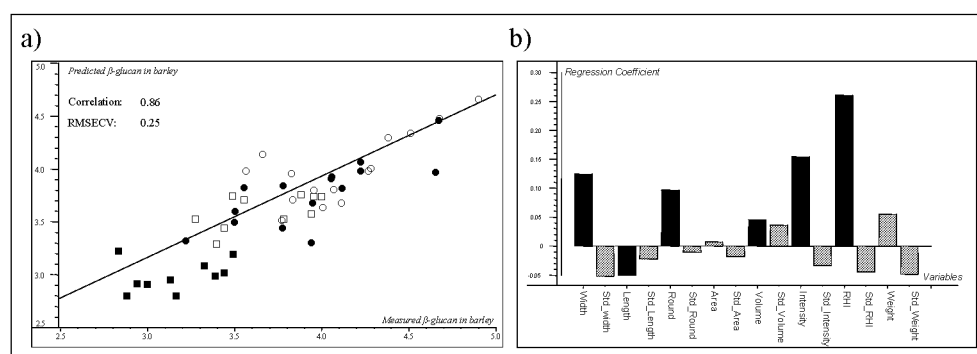 a)
5.0
Predicted β-glucan in barley
Correlation: 0.86
RMSECV: 0.25
4.5
4.0
3.5
3.0
2.5
Measured β-glucan in barley
2.5 3.0 3.5 4.0 4.5 5.0
b)
0.30
Regression Coefficient
0.25
0.20
0.15
0.10
0.05
0
-0.05
Variables
Width
Std_width
Length
Std_Length
Round
Std_Round
Area
Std_Area
Volume
Std_Volume
Intensity
Std_Intensity
RHI
Std_RHI
Weight
Std_Weight